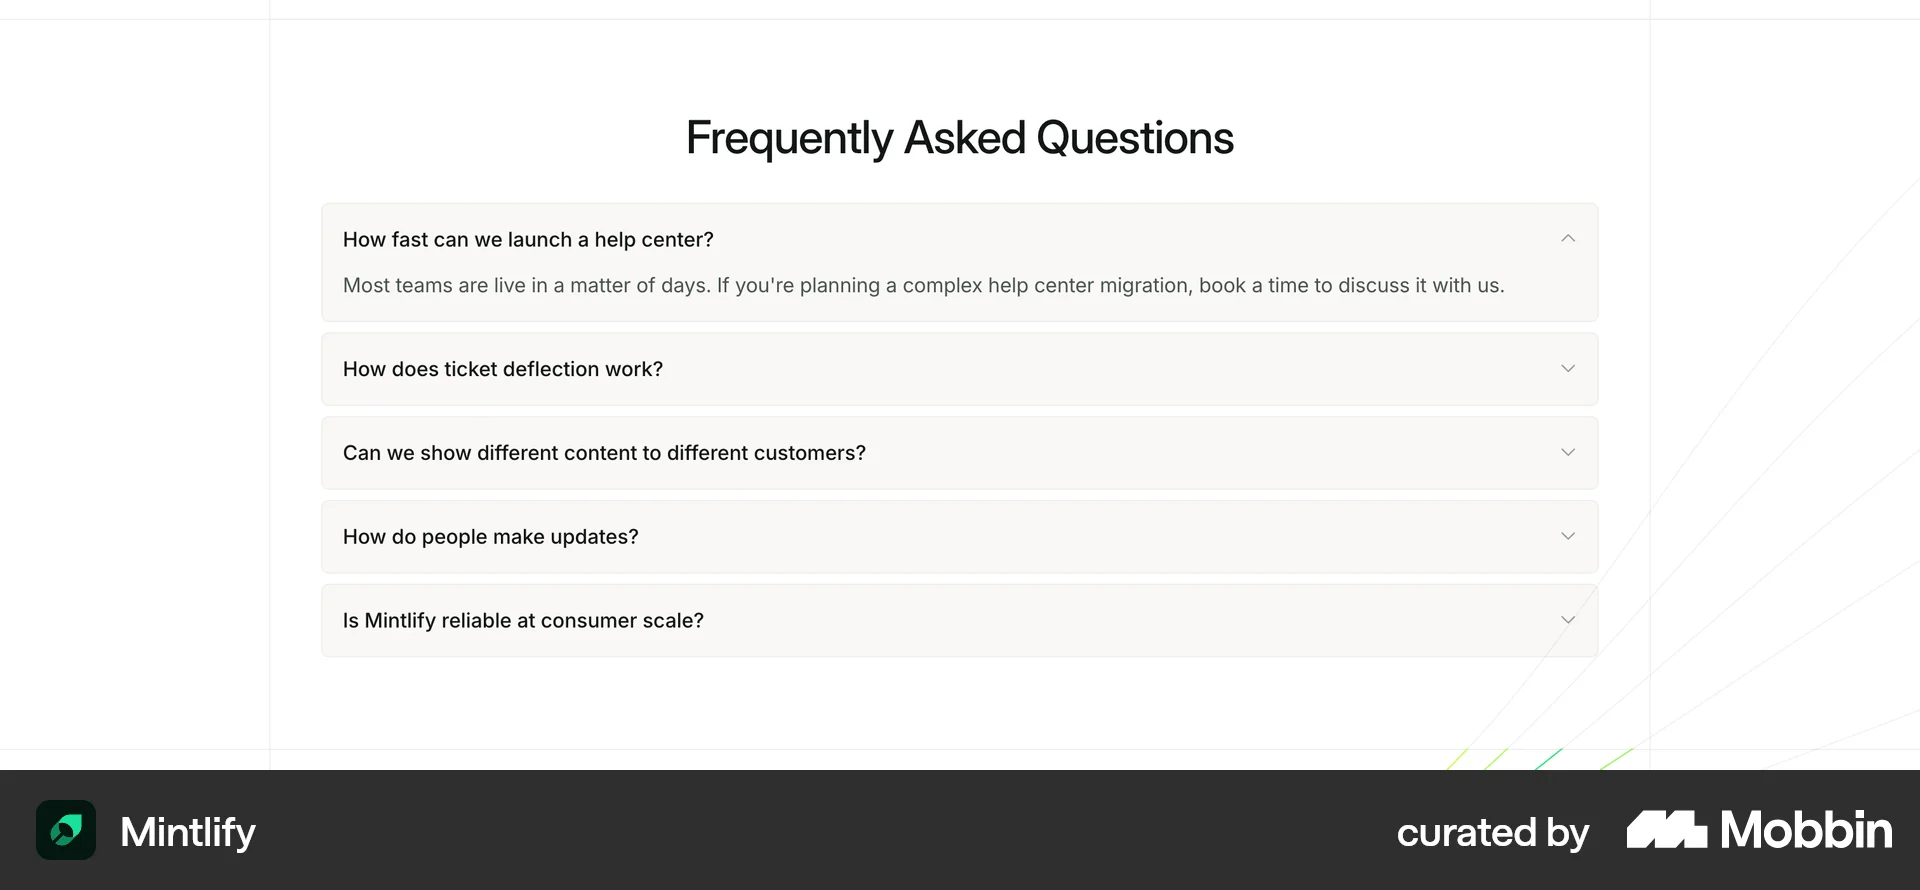 Frequently Asked Questions
How fast can we launch a help center?
Most teams are live in a matter of days. If you're planning a complex help center migration, book a time to discuss it with us.
How does ticket deflection work?
Can we show different content to different customers?
How do people make updates?
Is Mintlify reliable at consumer scale?
Mintlify
curated by Mobbin